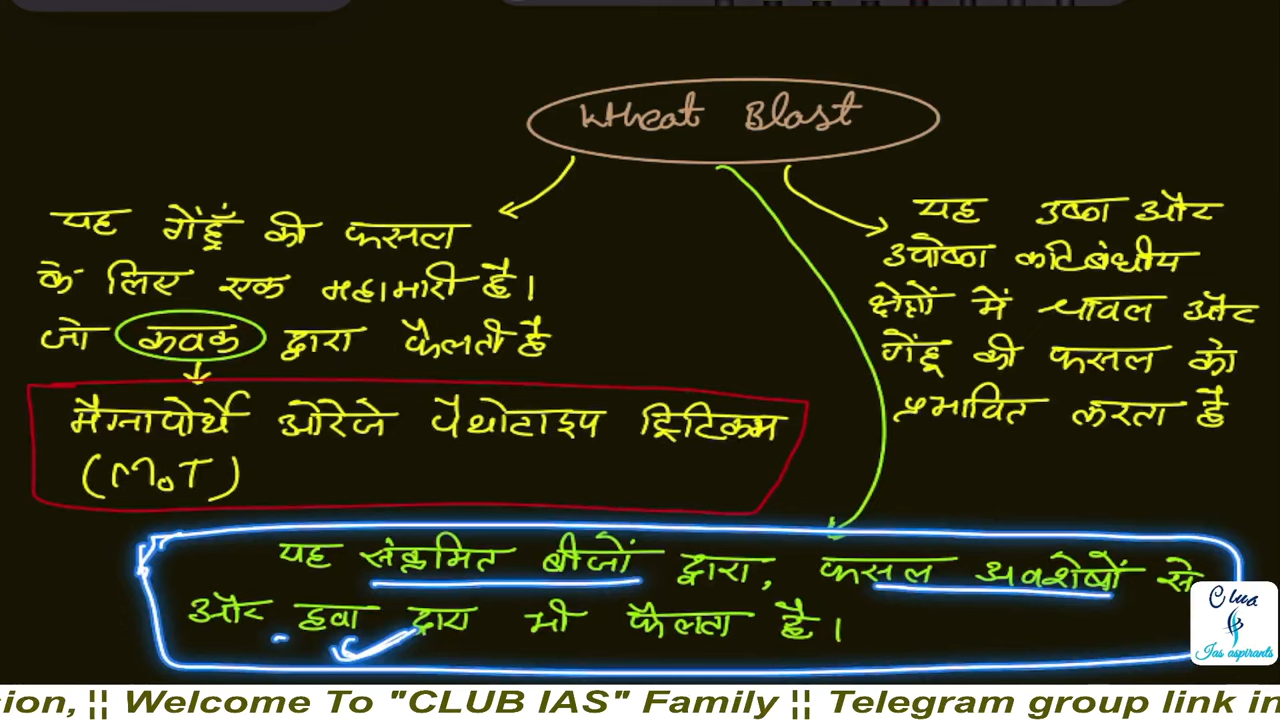 Wheat Blast
यह गेंहूँ की फसल
के लिए एक महामारी है।
जो कवक द्वारा फैलती है
मैग्नापोर्थे ओरेजे पैथोटाइप ट्रिटिकम
(MoT)
यह उष्ण और
उपोष्ण कटिबंधीय
क्षेत्रों में चावल और
गेंहू की फसल को
प्रभावित करता है
यह संक्रमित बीजों द्वारा, फसल अवशेषों से
और हवा द्वारा भी फैलता है।
Club
Ias aspirants
sion, ¦¦ Welcome To "CLUB IAS" Family ¦¦ Telegram group link in